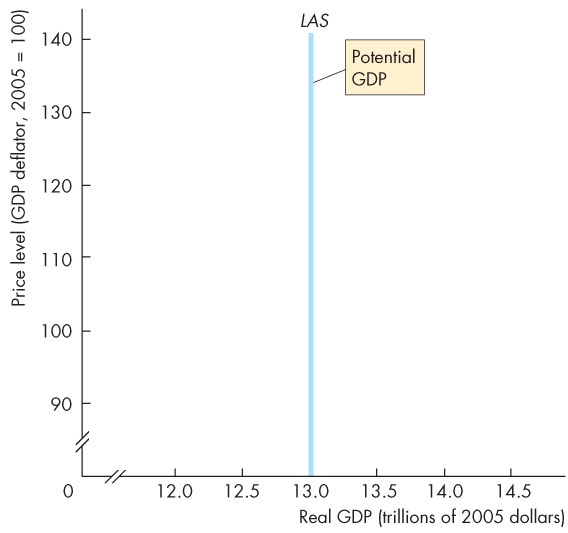 LAS
Potential
GDP
Price level (GDP deflator, 2005 = 100)
140
130
120
110
100
90
0
12.0 12.5 13.0 13.5 14.0 14.5
Real GDP (trillions of 2005 dollars)